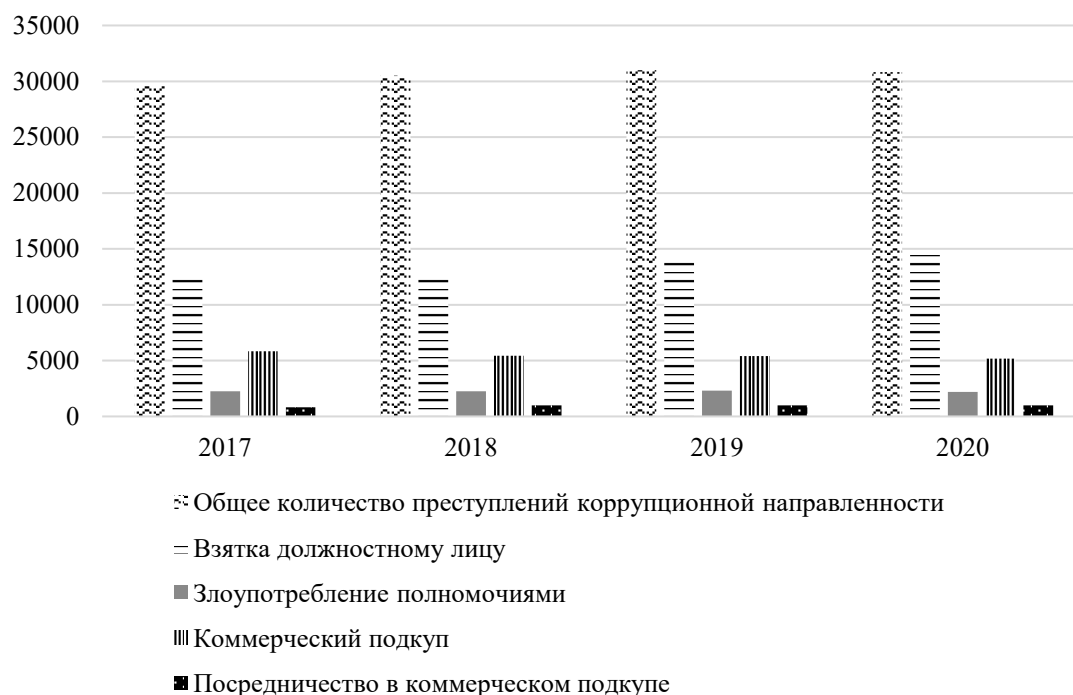 35000
30000
25000
20000
15000
10000
5000
0
2017 2018 2019 2020
Общее количество преступлений коррупционной направленности
Взятка должностному лицу
Злоупотребление полномочиями
Коммерческий подкуп
Посредничество в коммерческом подкупе